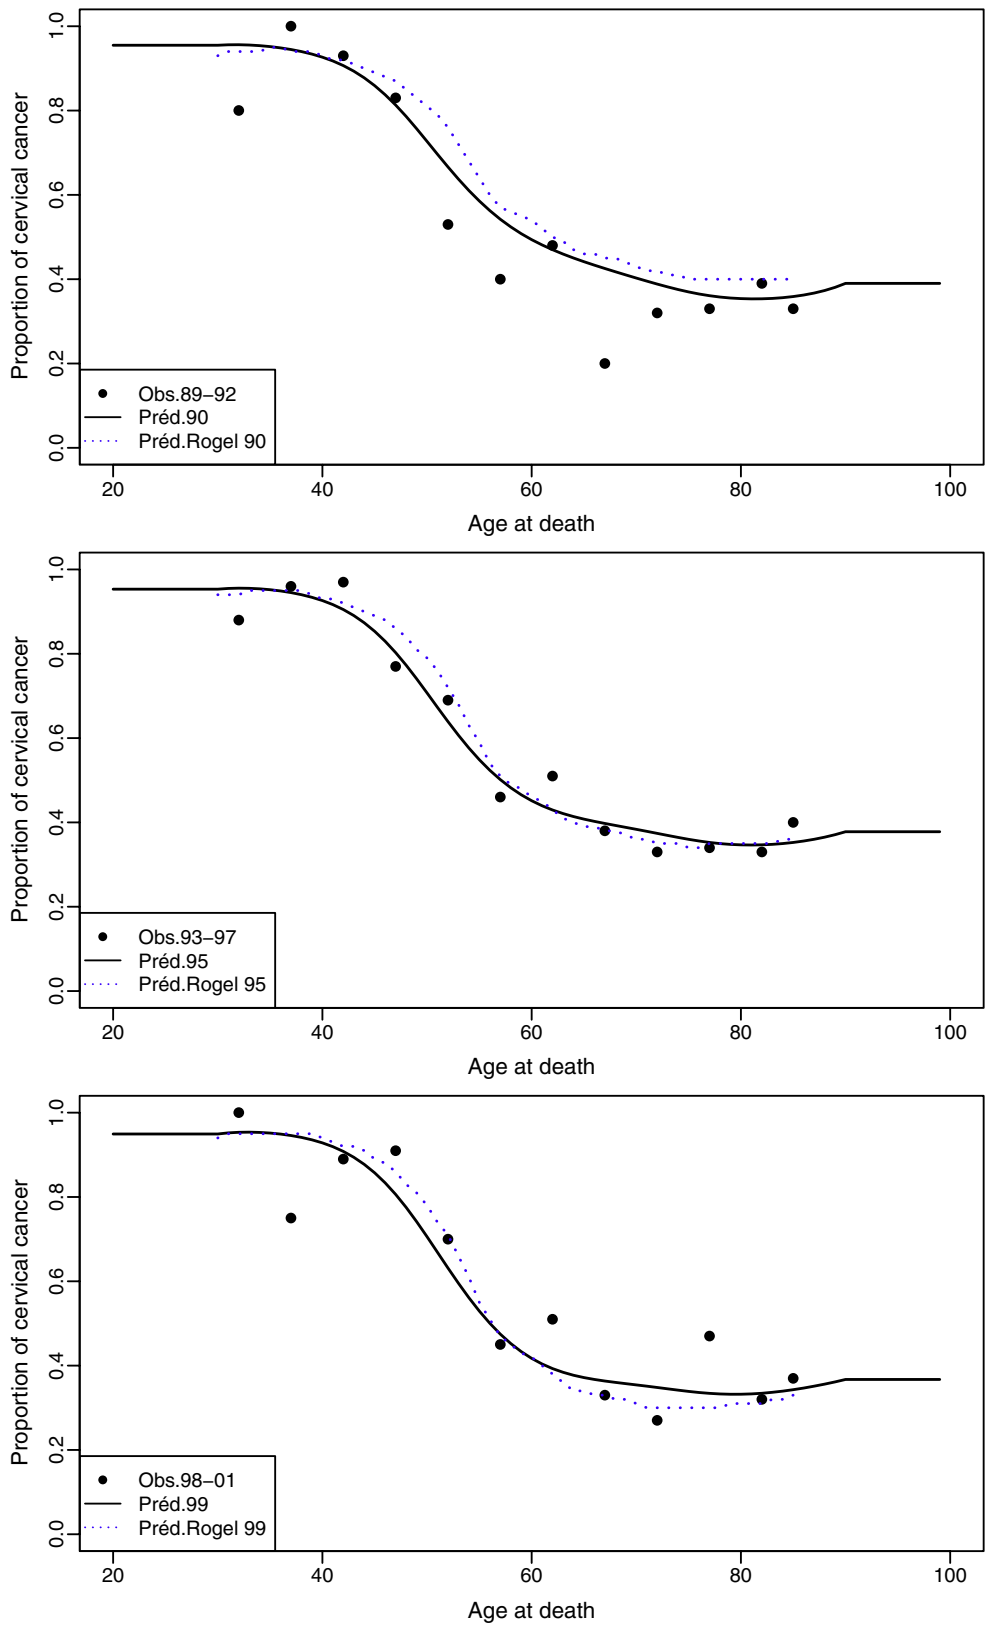 Proportion of cervical cancer
1.0
0.8
0.6
0.4
0.2
0.0
Obs.89−92
Préd.90
Préd.Rogel 90
20 40 60 80 100
Age at death
Proportion of cervical cancer
1.0
0.8
0.6
0.4
0.2
0.0
Obs.93−97
Préd.95
Préd.Rogel 95
20 40 60 80 100
Age at death
Proportion of cervical cancer
1.0
0.8
0.6
0.4
0.2
0.0
Obs.98−01
Préd.99
Préd.Rogel 99
20 40 60 80 100
Age at death